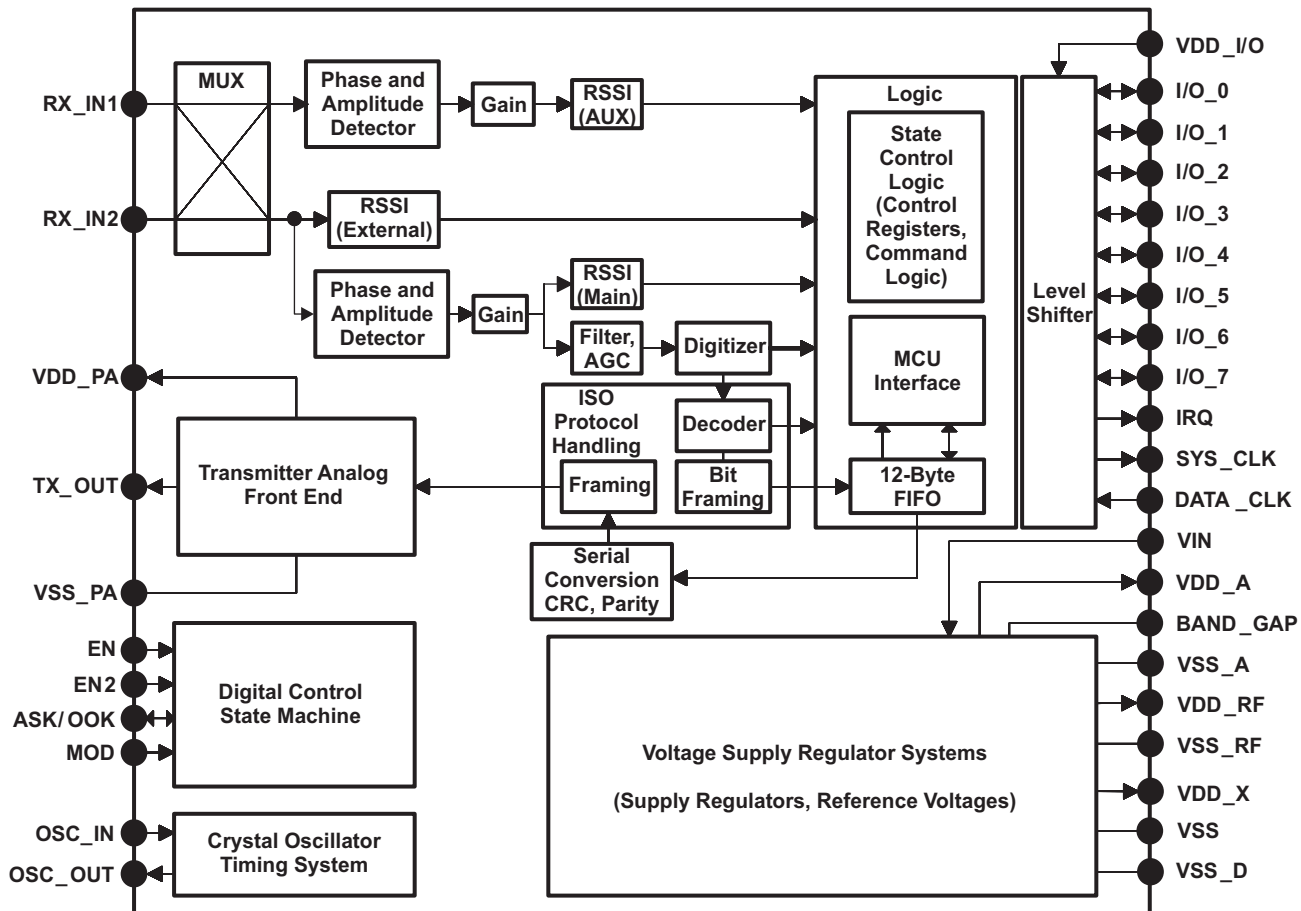 VDD_I/O
MUX
Phase and
Amplitude
Detector
Gain
RSSI
(AUX)
Logic
RX_IN1
I/O_0
State
Control
Logic
(Control
Registers,
Command
Logic)
I/O_1
I/O_2
RX_IN2
RSSI
(External)
I/O_3
I/O_4
Phase and
Amplitude
Detector
Gain
RSSI
(Main)
Level
Shifter
I/O_5
Filter,
AGC
Digitizer
MCU
Interface
I/O_6
VDD_PA
I/O_7
ISO
Protocol
Handling
Decoder
IRQ
Transmitter Analog
Front End
TX_OUT
Framing
Bit
Framing
12-Byte
FIFO
SYS_CLK
DATA_CLK
VIN
Serial
Conversion
CRC, Parity
VSS_PA
VDD_A
BAND_GAP
EN
EN2
ASK/OOK
MOD
Digital Control
State Machine
VSS_A
VDD_RF
VSS_RF
Voltage Supply Regulator Systems
(Supply Regulators, Reference Voltages)
VDD_X
VSS
VSS_D
OSC_IN
OSC_OUT
Crystal Oscillator
Timing System